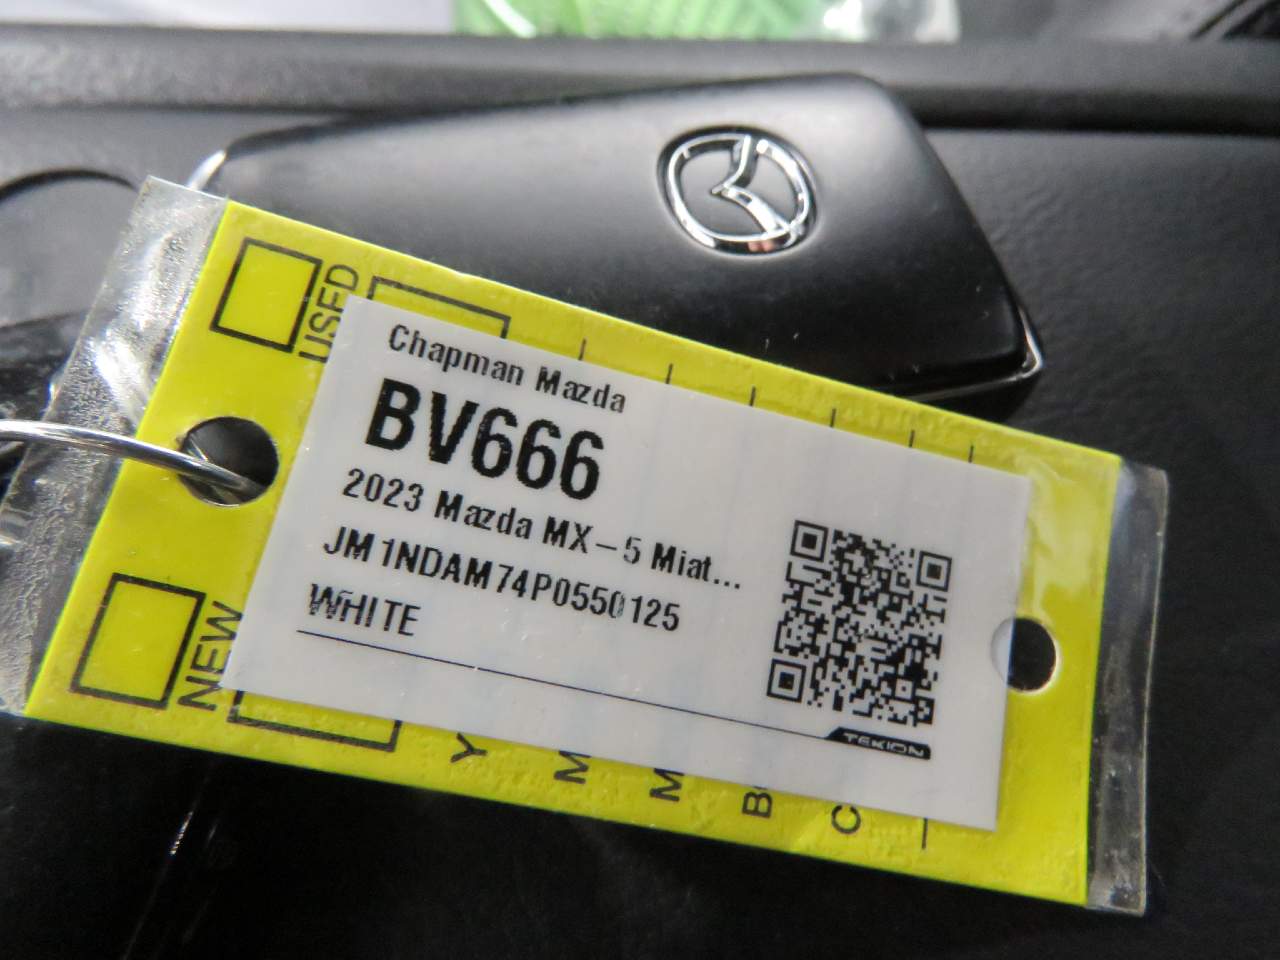 USED
Chapman Mazda
BV666
2023 Mazda MX-5 Miat...
JM1NDAM74P0550125
WHITE
TEKION
NEW
Y
M
M
C